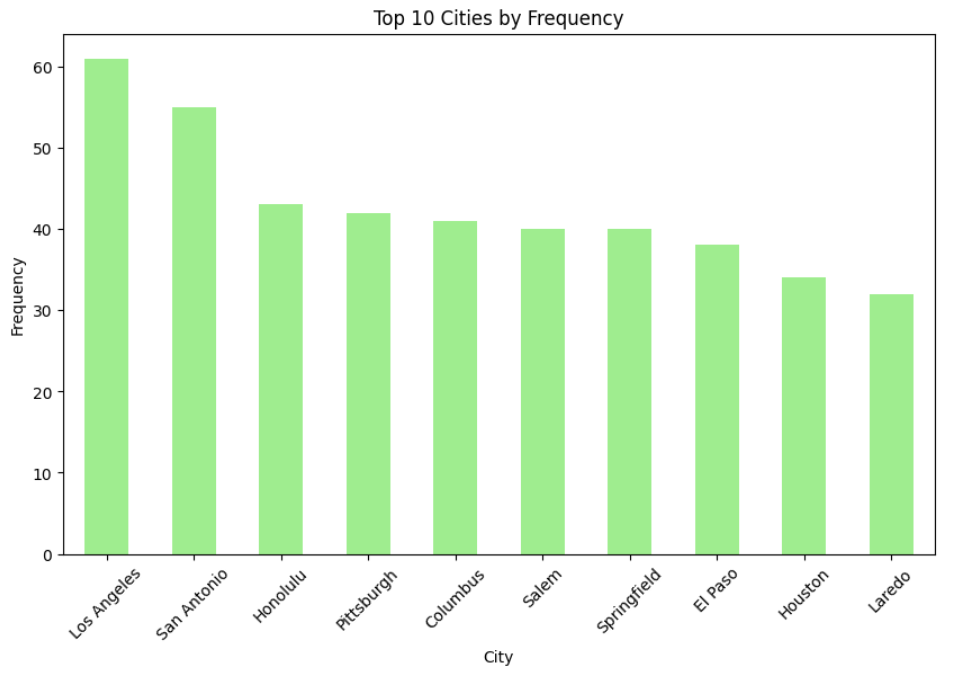 Top 10 Cities by Frequency
60
50
40
30
20
10
0
Frequency
Los Angeles
San Antonio
Honolulu
Pittsburgh
Columbus
Salem
Springfield
El Paso
Houston
Laredo
City